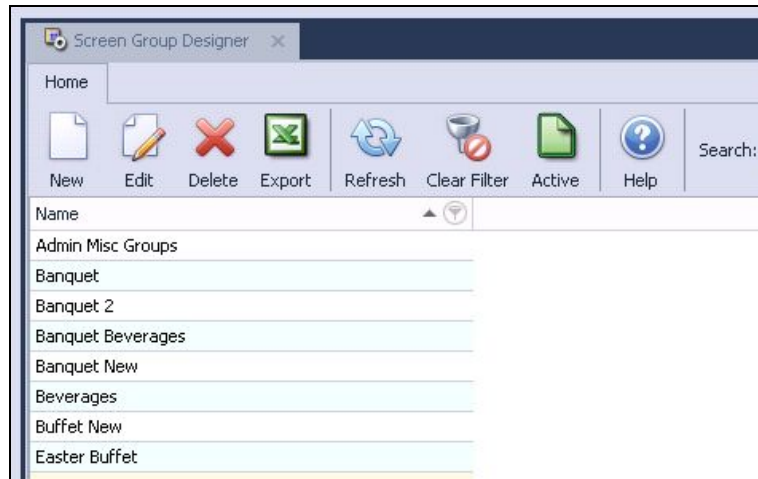 Screen Group Designer
Home
New Edit Delete Export Refresh Clear Filter Active Help Search:
Name
Admin Misc Groups
Banquet
Banquet 2
Banquet Beverages
Banquet New
Beverages
Buffet New
Easter Buffet